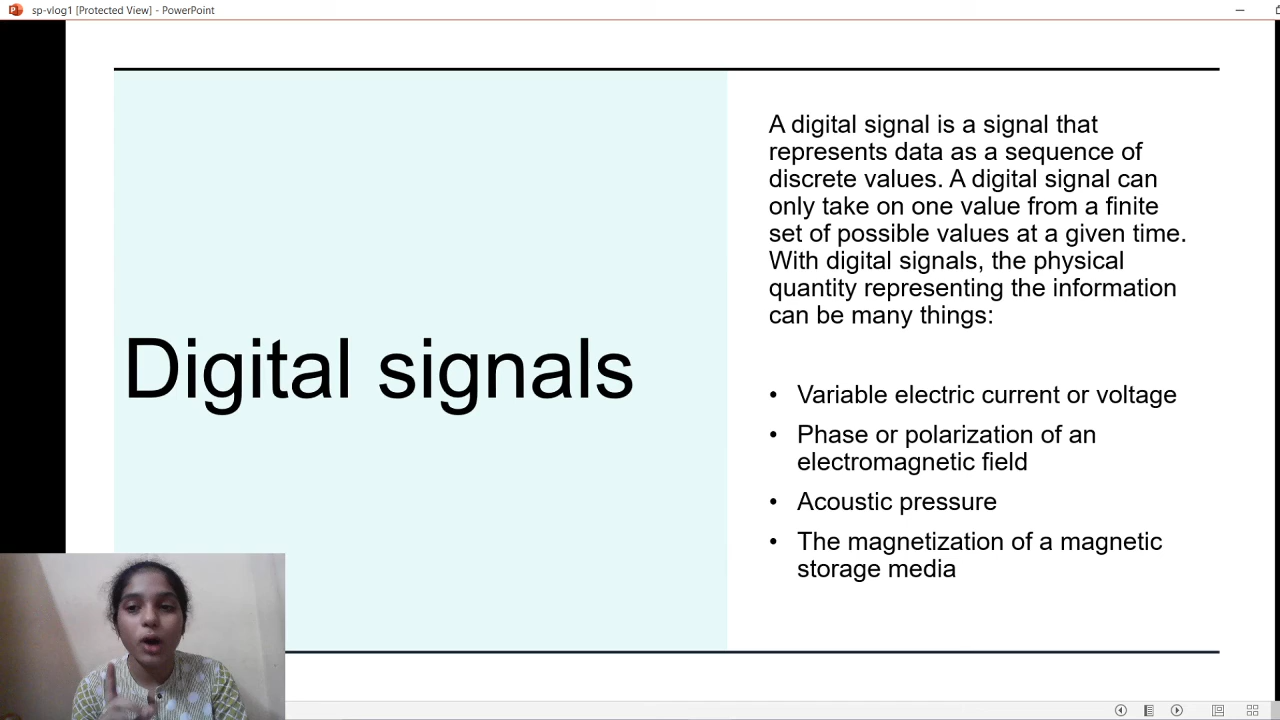 sp-vlog1 [Protected View] - PowerPoint
Digital signals
A digital signal is a signal that
represents data as a sequence of
discrete values. A digital signal can
only take on one value from a finite
set of possible values at a given time.
With digital signals, the physical
quantity representing the information
can be many things:
• Variable electric current or voltage
• Phase or polarization of an
electromagnetic field
• Acoustic pressure
• The magnetization of a magnetic
storage media